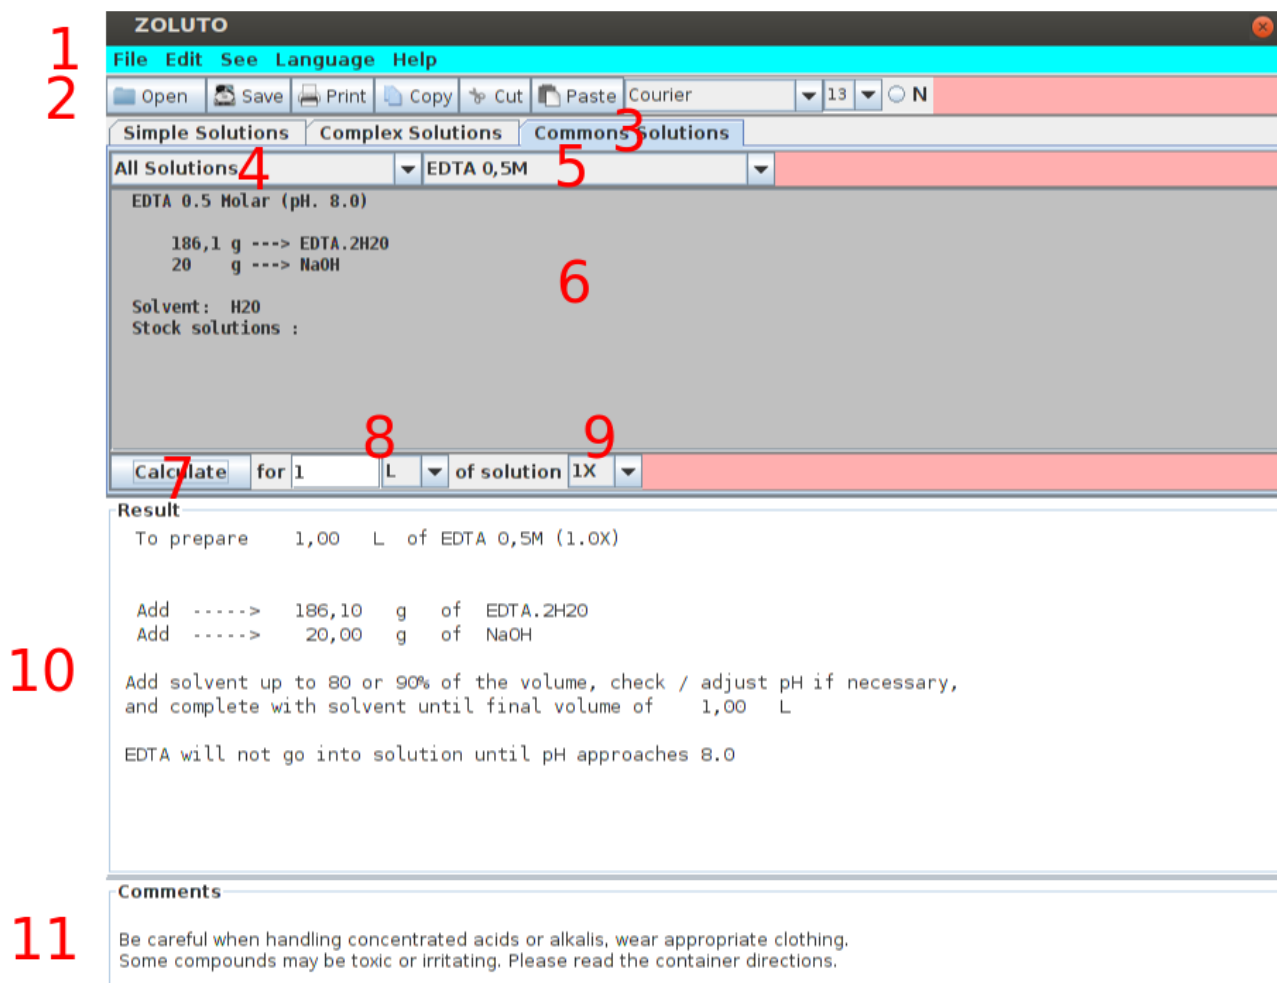 ZOLUTO
1
File Edit See Language Help
2
Open Save Print Copy Cut Paste Courier 13 N
3
Simple Solutions Complex Solutions Commons Solutions
4 5
All Solutions EDTA 0,5M
EDTA 0.5 Molar (pH. 8.0)
186,1 g ---> EDTA.2H20
20 g ---> NaOH
6
Solvent: H20
Stock solutions :
8 9
7
Calculate for 1 L of solution 1X
Result
To prepare 1,00 L of EDTA 0,5M (1.0X)
Add -----> 186,10 g of EDTA.2H20
Add -----> 20,00 g of NaOH
10
Add solvent up to 80 or 90% of the volume, check / adjust pH if necessary,
and complete with solvent until final volume of 1,00 L
EDTA will not go into solution until pH approaches 8.0
Comments
11
Be careful when handling concentrated acids or alkalis, wear appropriate clothing.
Some compounds may be toxic or irritating. Please read the container directions.